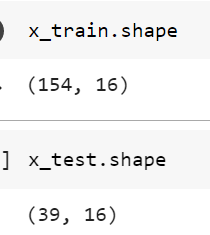 x_train.shape
(154, 16)
] x_test.shape
(39, 16)